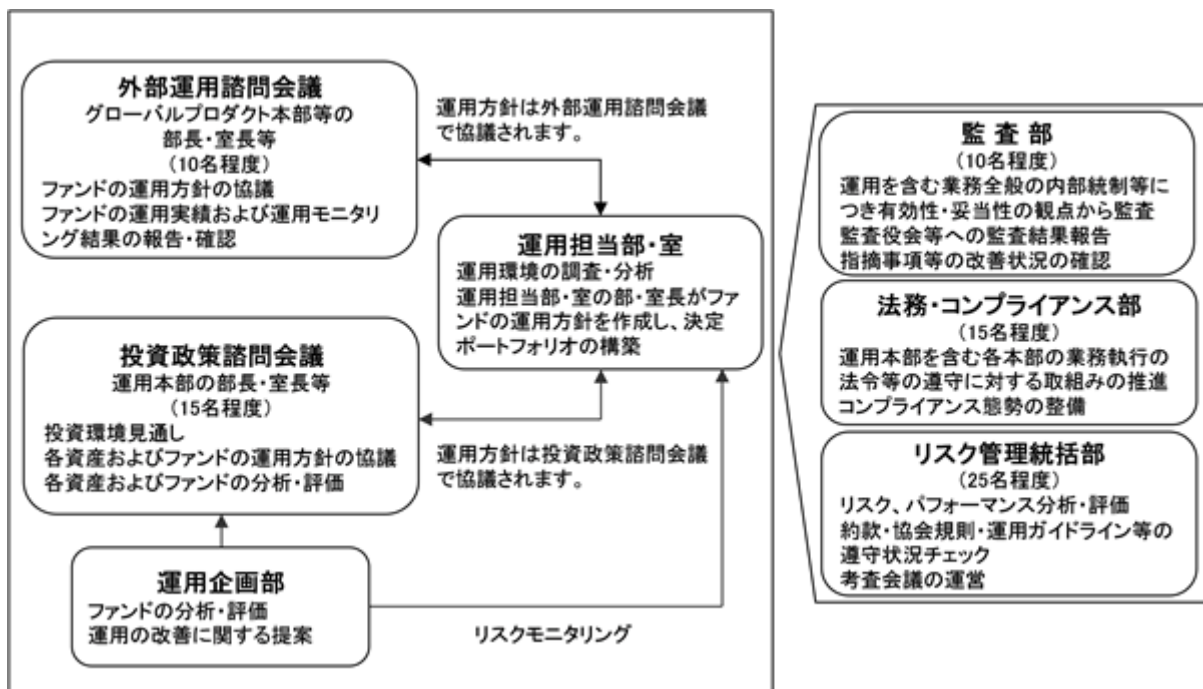 外部運用諮問会議
グローバルプロダクト本部等の
部長・室長等
(10名程度)
ファンドの運用方針の協議
ファンドの運用実績および運用モニタリ
ング結果の報告・確認
運用方針は外部運用諮問会議
で協議されます。
運用担当部・室
運用環境の調査・分析
運用担当部・室の部・室長がファ
ンドの運用方針を作成し、決定
ポートフォリオの構築
投資政策諮問会議
運用本部の部長・室長等
(15名程度)
投資環境見通し
各資産およびファンドの運用方針の協議
各資産およびファンドの分析・評価
運用方針は投資政策諮問会議
で協議されます。
運用企画部
ファンドの分析・評価
運用の改善に関する提案
リスクモニタリング
監 査 部
(10名程度)
運用を含む業務全般の内部統制等に
つき有効性・妥当性の観点から監査
監査役会等への監査結果報告
指摘事項等の改善状況の確認
法務・コンプライアンス部
(15名程度)
運用本部を含む各本部の業務執行の
法令等の遵守に対する取組みの推進
コンプライアンス態勢の整備
リスク管理統括部
(25名程度)
リスク、パフォーマンス分析・評価
約款・協会規則・運用ガイドライン等の
遵守状況チェック
考査会議の運営